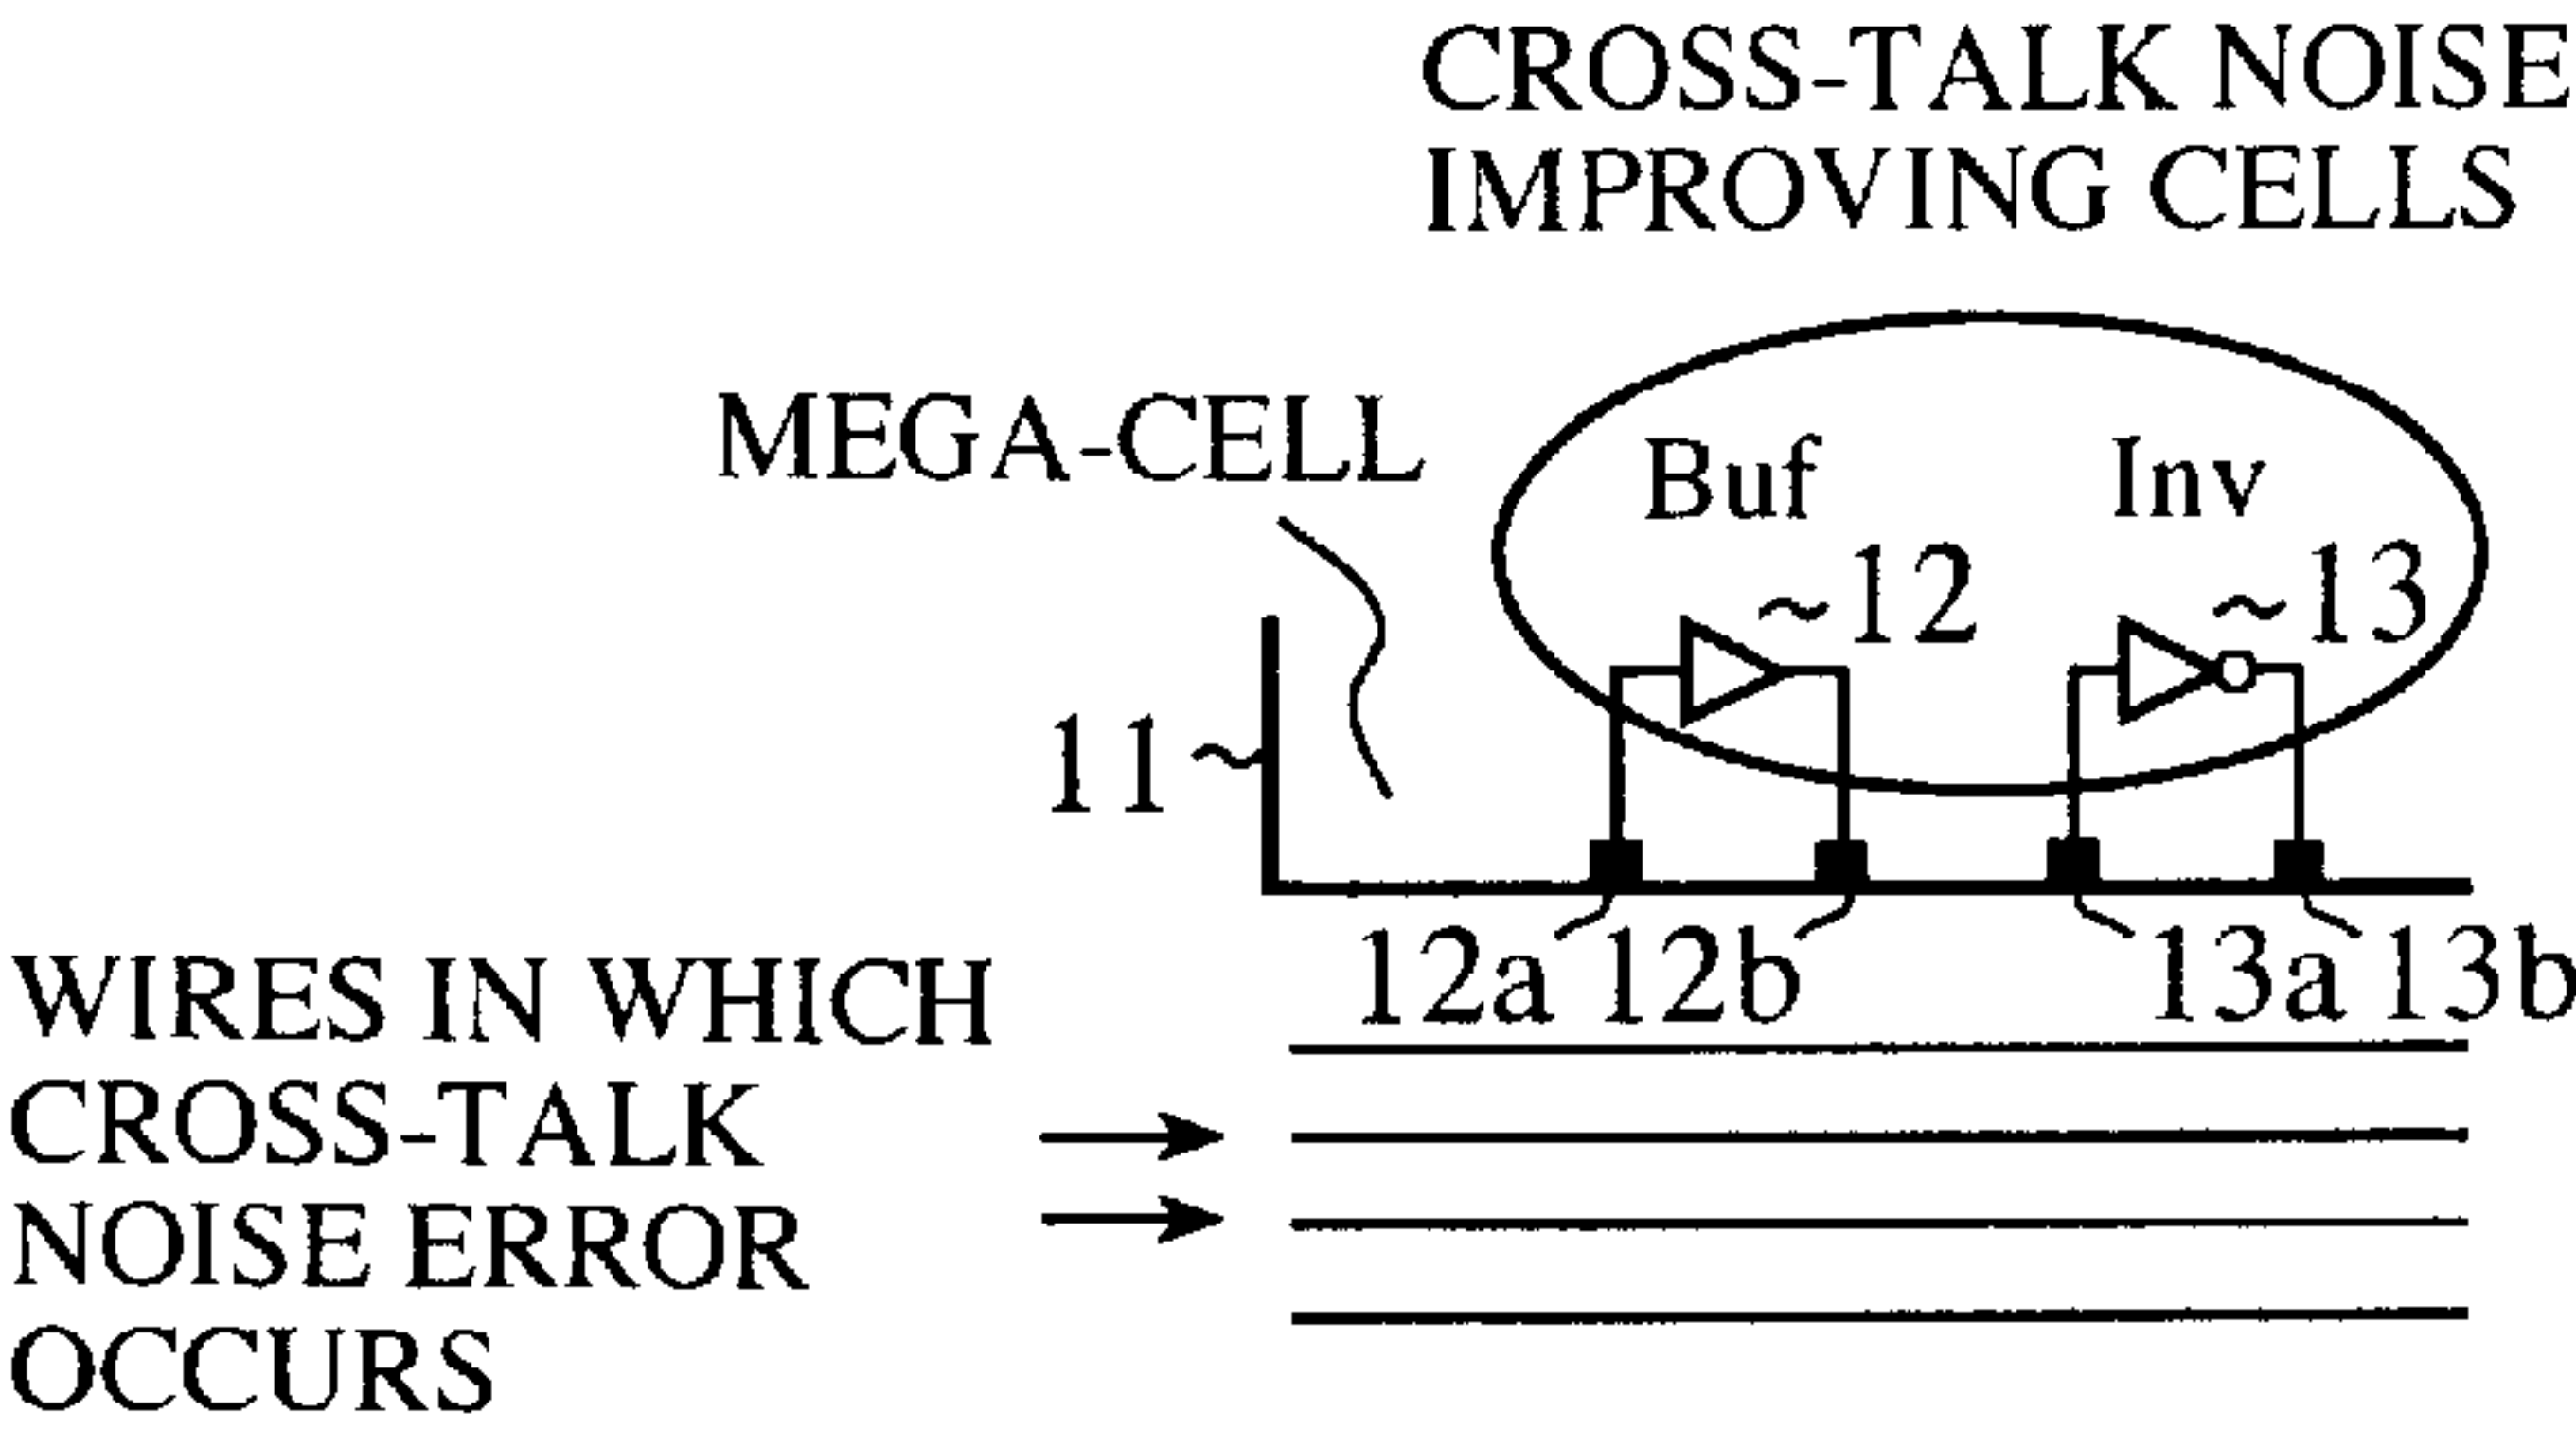 CROSS-TALK NOISE
IMPROVING CELLS
MEGA-CELL
Buf
Inv
~12
~13
11 ~
12a 12b
13a 13b
WIRES IN WHICH
CROSS-TALK
NOISE ERROR
OCCURS